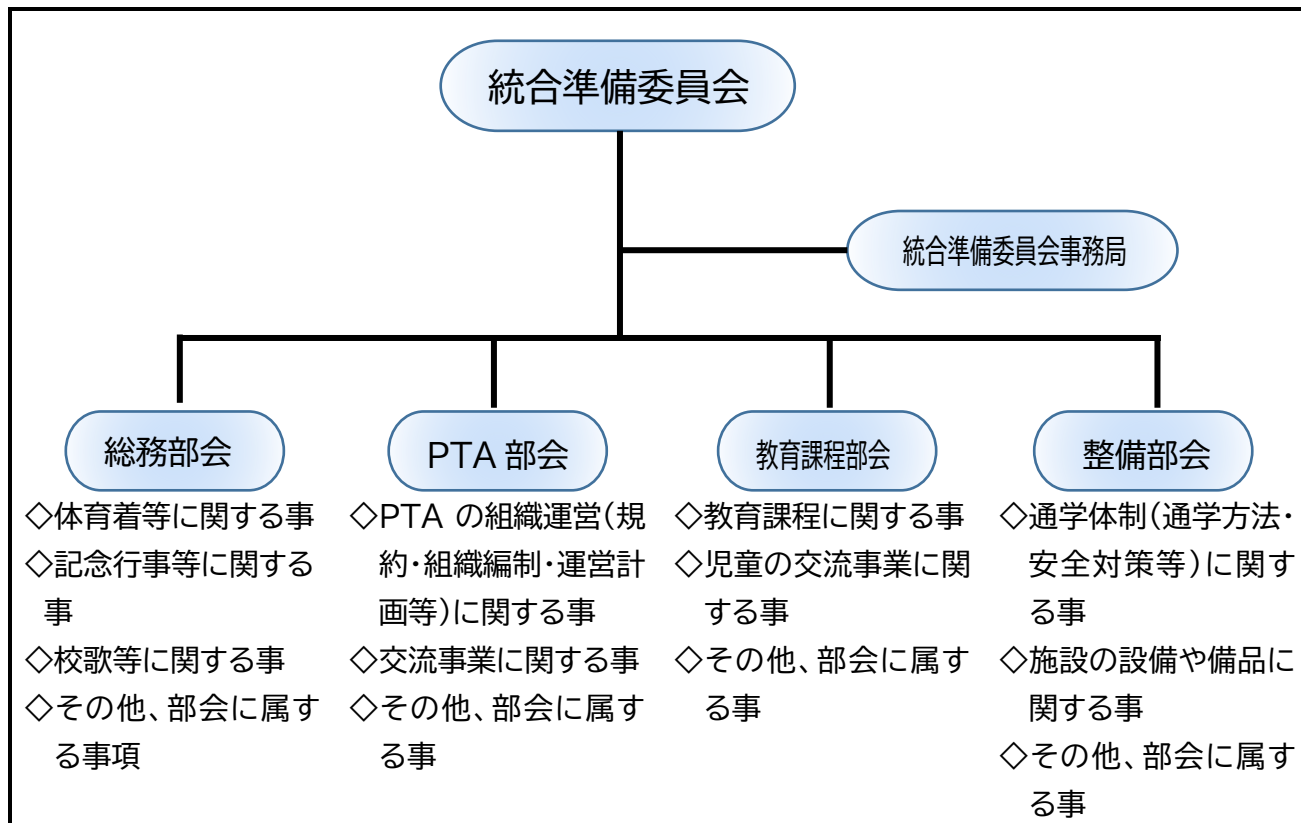 統合準備委員会
統合準備委員会事務局
総務部会
◇体育着等に関する事
◇記念行事等に関する
事
◇校歌等に関する事
◇その他、部会に属す
る事項
PTA 部会
◇PTA の組織運営(規
約・組織編制・運営計
画等)に関する事
◇交流事業に関する事
◇その他、部会に属す
る事
教育課程部会
◇教育課程に関する事
◇児童の交流事業に関
する事
◇その他、部会に属す
る事
整備部会
◇通学体制(通学方法・
安全対策等)に関す
る事
◇施設の設備や備品に
関する事
◇その他、部会に属す
る事